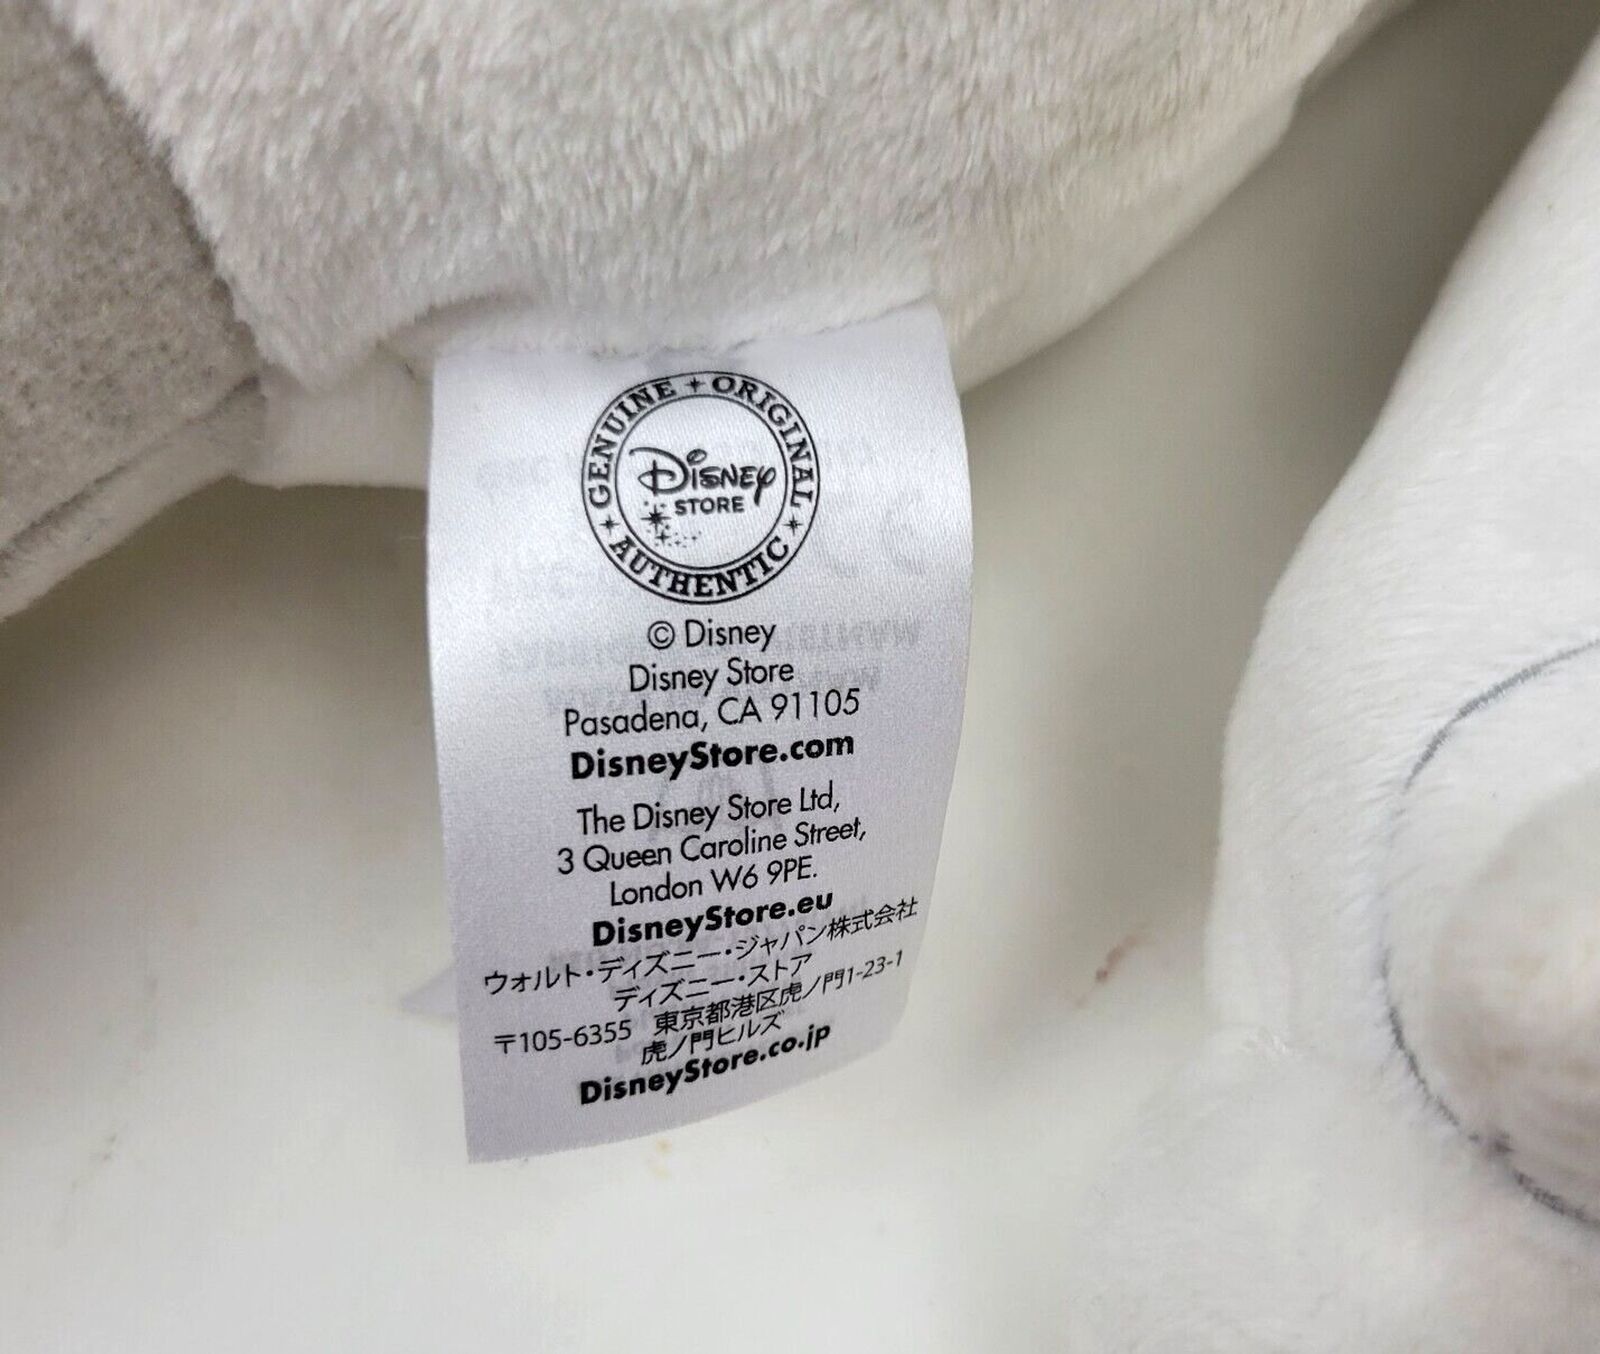 GENUINE ORIGINAL
Disney
STORE
AUTHENTIC
© Disney
Disney Store
Pasadena, CA 91105
DisneyStore.com
The Disney Store Ltd,
3 Queen Caroline Street,
London W6 9PE.
DisneyStore.eu
ウォルト・ディズニー・ジャパン株式会社
ディズニー・ストア
〒105-6355 東京都港区虎ノ門1-23-1
虎ノ門ヒルズ
DisneyStore.co.jp